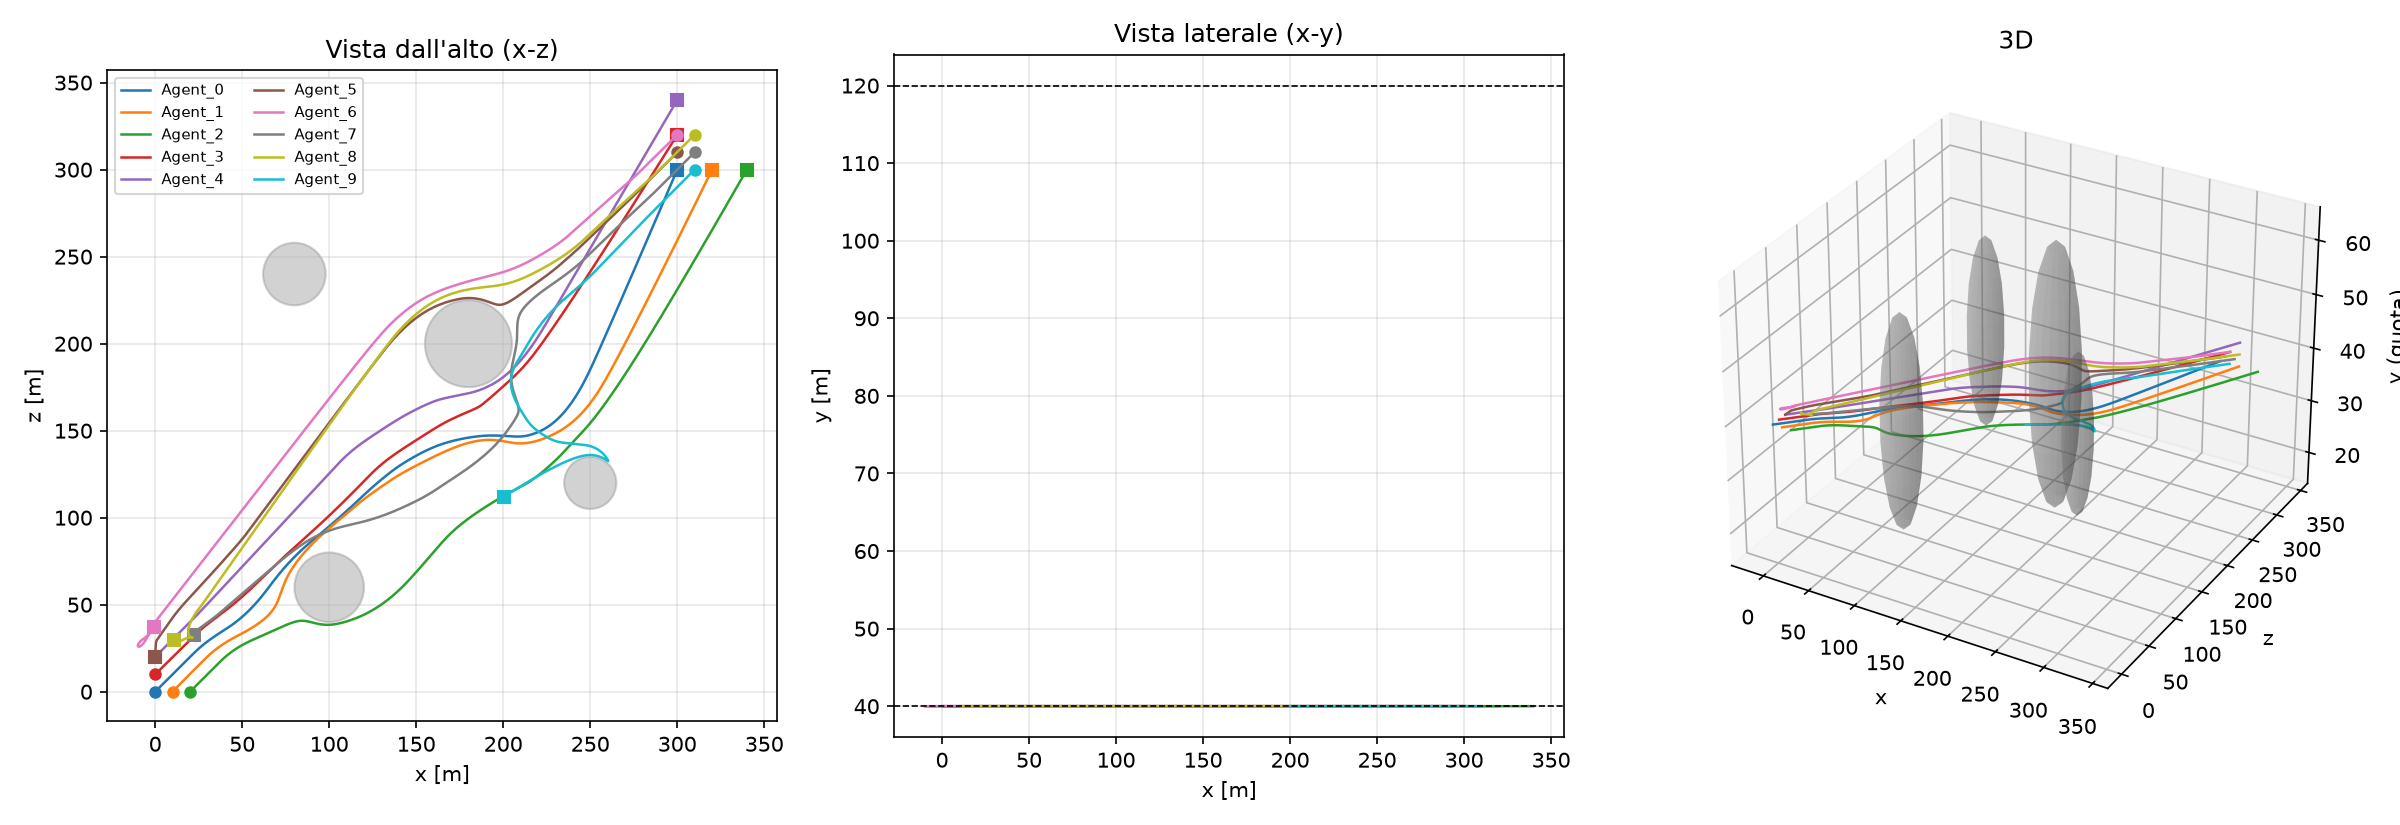 Vista dall'alto (x-z)
350
300
250
200
150
100
50
0
z [m]
Agent_0
Agent_1
Agent_2
Agent_3
Agent_4
Agent_5
Agent_6
Agent_7
Agent_8
Agent_9
0 50 100 150 200 250 300 350
x [m]
Vista laterale (x-y)
120
110
100
90
80
70
60
50
40
y [m]
0 50 100 150 200 250 300 350
x [m]
3D
60
50
40
30
20
y (quota)
0
50
100
150
200
250
300
350
x
350
300
250
200
150
100
50
0
z